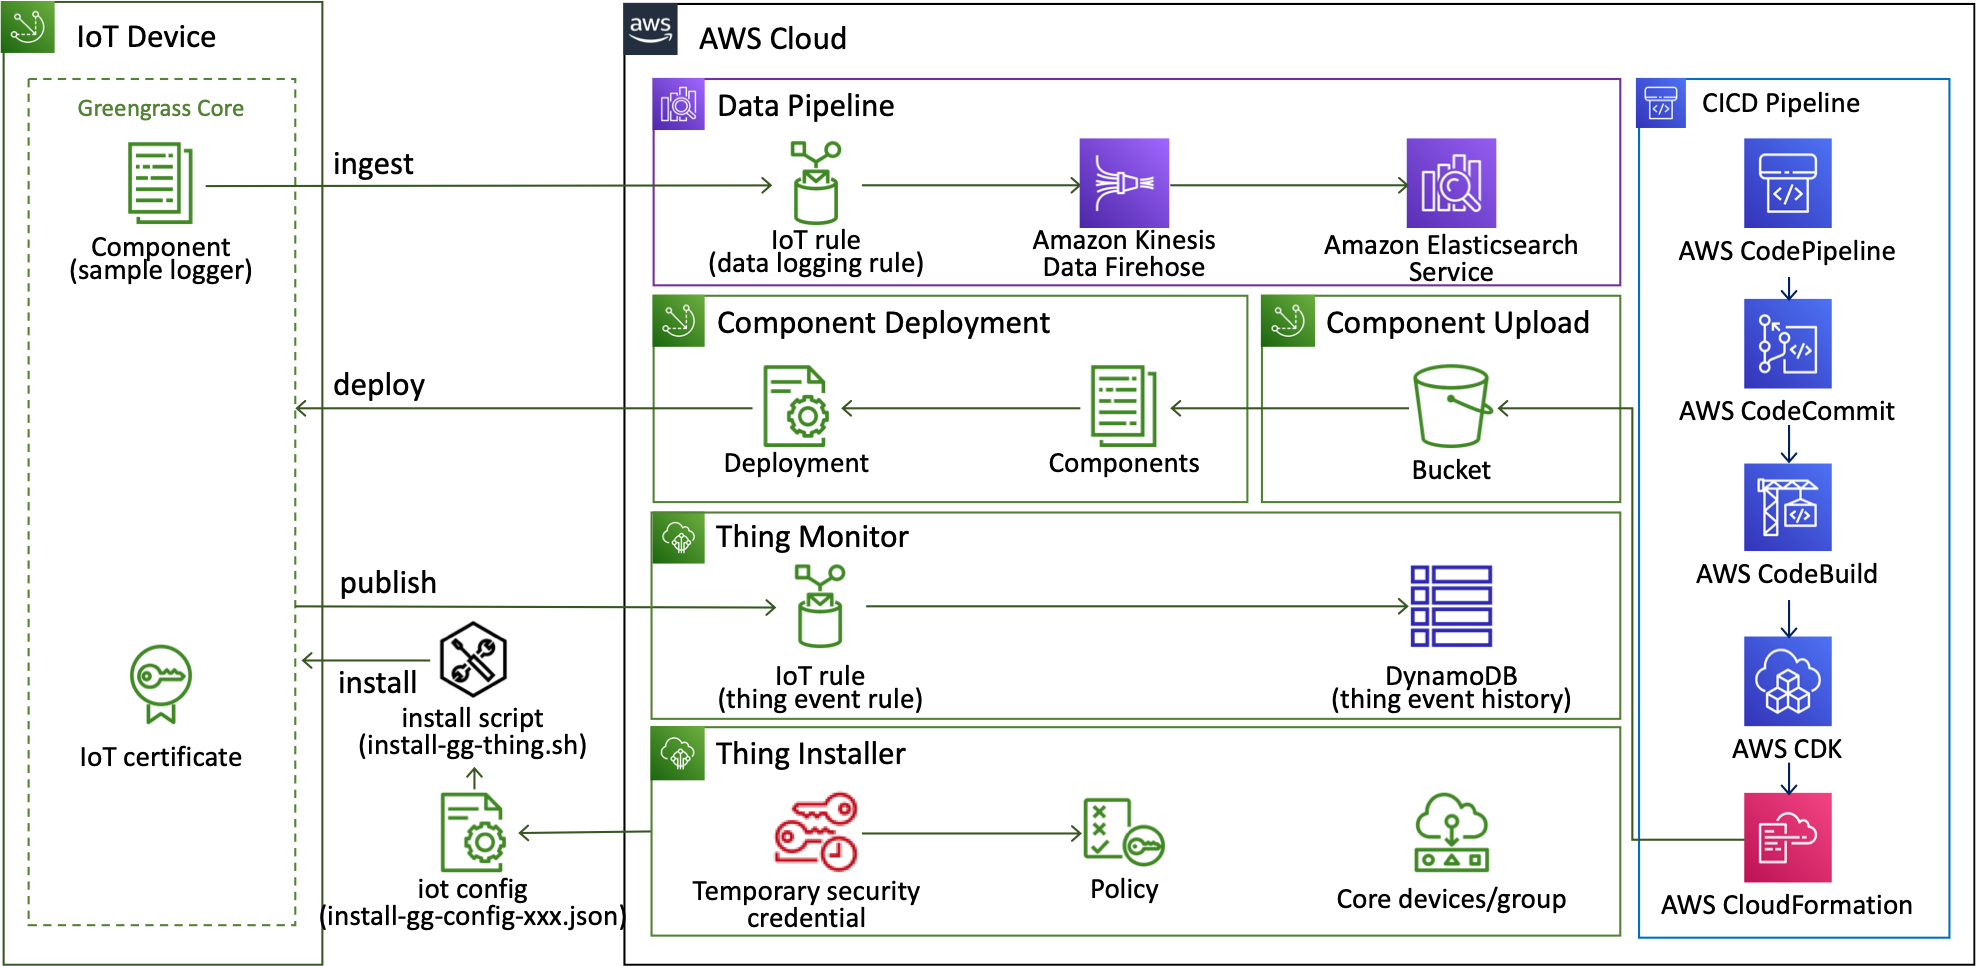 IoT Device
Greengrass Core
Component
(sample logger)
IoT certificate
ingest
deploy
publish
install
install script
(install-gg-thing.sh)
iot config
(install-gg-config-xxx.json)
aws
AWS Cloud
Data Pipeline
IoT rule
(data logging rule)
Amazon Kinesis
Data Firehose
Amazon Elasticsearch
Service
Component Deployment
Deployment
Components
Component Upload
Bucket
Thing Monitor
IoT rule
(thing event rule)
DynamoDB
(thing event history)
Thing Installer
Temporary security
credential
Policy
Core devices/group
CICD Pipeline
AWS CodePipeline
AWS CodeCommit
AWS CodeBuild
AWS CDK
AWS CloudFormation